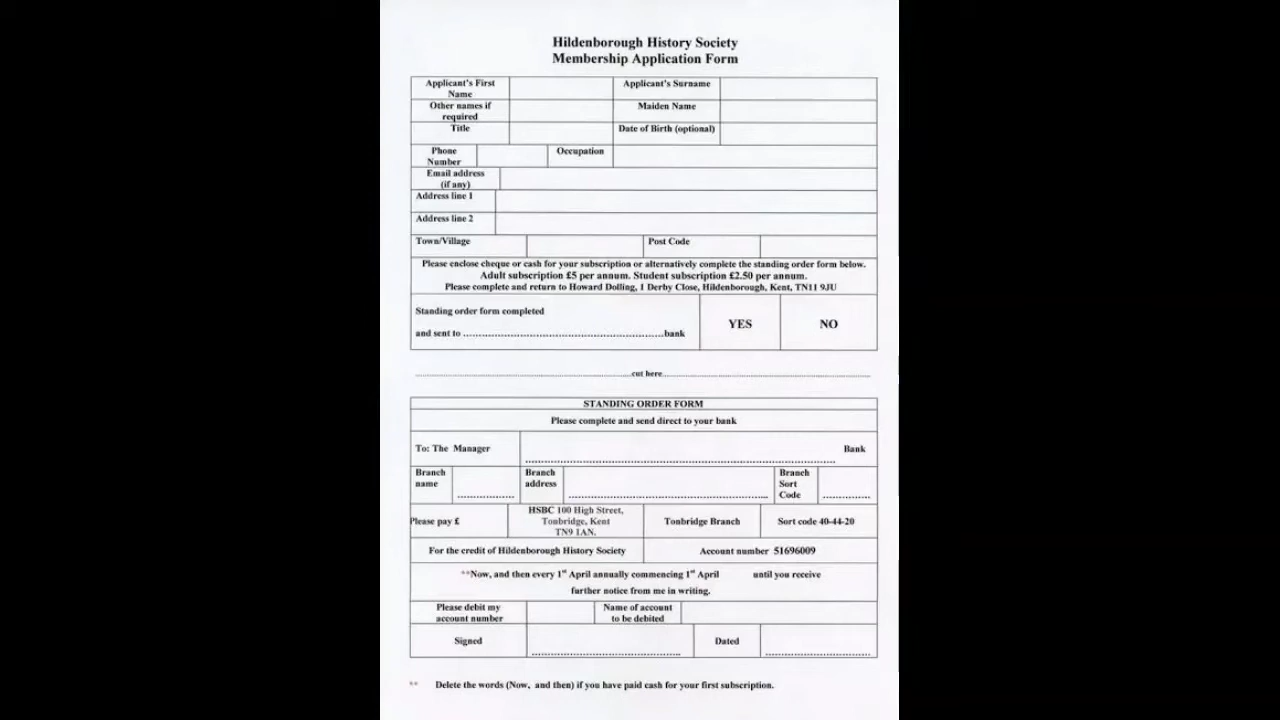 Hildenborough History Society
Membership Application Form
Applicant's First Name
Applicant's Surname
Other names if required
Maiden Name
Title
Date of Birth (optional)
Phone Number
Occupation
Email address (if any)
Address line 1
Address line 2
Town/Village
Post Code
Please enclose cheque or cash for your subscription or alternatively complete the standing order form below.
Adult subscription £5 per annum. Student subscription £2.50 per annum.
Please complete and return to Howard Dolling, 1 Derby Close, Hildenborough, Kent, TN11 9JU
Standing order form completed
and sent to ....................................................bank
YES
NO
cut here
STANDING ORDER FORM
Please complete and send direct to your bank
To: The Manager
Bank
Branch name
Branch address
Branch Sort Code
Please pay £
HSBC 100 High Street,
Tonbridge, Kent
TN9 1AN.
Tonbridge Branch
Sort code 40-44-20
For the credit of Hildenborough History Society
Account number 51696009
**Now, and then every 1st April annually commencing 1st April until you receive
further notice from me in writing.
Please debit my account number
Name of account to be debited
Signed
Dated
** Delete the words (Now, and then) if you have paid cash for your first subscription.